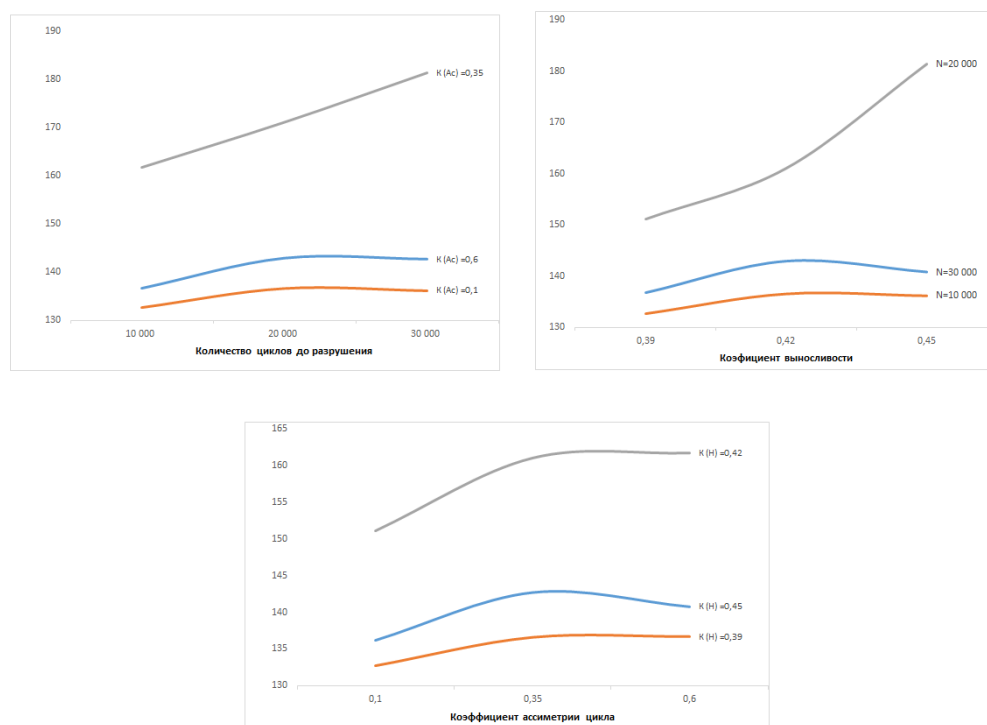 190
180
170
160
150
140
130
К (Ас) =0,35
К (Ас) =0,6
К (Ас) =0,1
10 000 20 000 30 000
Количество циклов до разрушения
190
180
170
160
150
140
130
N=20 000
N=30 000
N=10 000
0,39 0,42 0,45
Коэфициент выносливости
165
160
155
150
145
140
135
130
К (Н) =0,42
К (Н) =0,45
К (Н) =0,39
0,1 0,35 0,6
Коэффициент ассиметрии цикла